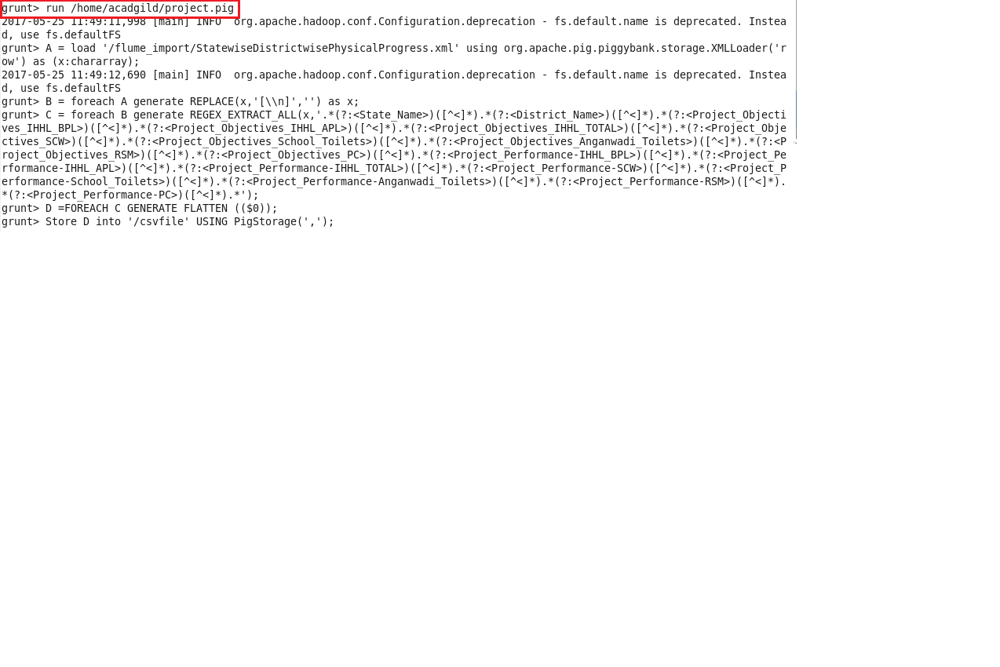 grunt> run /home/acadgild/project.pig
2017-05-25 11:49:11,998 [main] INFO  org.apache.hadoop.conf.Configuration.deprecation - fs.default.name is deprecated. Instea
d, use fs.defaultFS
grunt> A = load '/flume_import/StatewiseDistrictwisePhysicalProgress.xml' using org.apache.pig.piggybank.storage.XMLLoader('r
ow') as (x:chararray);
2017-05-25 11:49:12,690 [main] INFO  org.apache.hadoop.conf.Configuration.deprecation - fs.default.name is deprecated. Instea
d, use fs.defaultFS
grunt> B = foreach A generate REPLACE(x,'[\\n]','') as x;
grunt> C = foreach B generate REGEX_EXTRACT_ALL(x,'.*(?:<State_Name>)([^<]*).*(?:<District_Name>)([^<]*).*(?:<Project_Objecti
ves_IHHL_BPL>)([^<]*).*(?:<Project_Objectives_IHHL_APL>)([^<]*).*(?:<Project_Objectives_IHHL_TOTAL>)([^<]*).*(?:<Project_Obje
ctives_SCW>)([^<]*).*(?:<Project_Objectives_School_Toilets>)([^<]*).*(?:<Project_Objectives_Anganwadi_Toilets>)([^<]*).*(?:<P
roject_Objectives_RSM>)([^<]*).*(?:<Project_Objectives_PC>)([^<]*).*(?:<Project_Performance-IHHL_BPL>)([^<]*).*(?:<Project_Pe
rformance-IHHL_APL>)([^<]*).*(?:<Project_Performance-IHHL_TOTAL>)([^<]*).*(?:<Project_Performance-SCW>)([^<]*).*(?:<Project_P
erformance-School_Toilets>)([^<]*).*(?:<Project_Performance-Anganwadi_Toilets>)([^<]*).*(?:<Project_Performance-RSM>)([^<]*).
*(?:<Project_Performance-PC>)([^<]*).*');
grunt> D =FOREACH C GENERATE FLATTEN (($0));
grunt> Store D into '/csvfile' USING PigStorage(',');